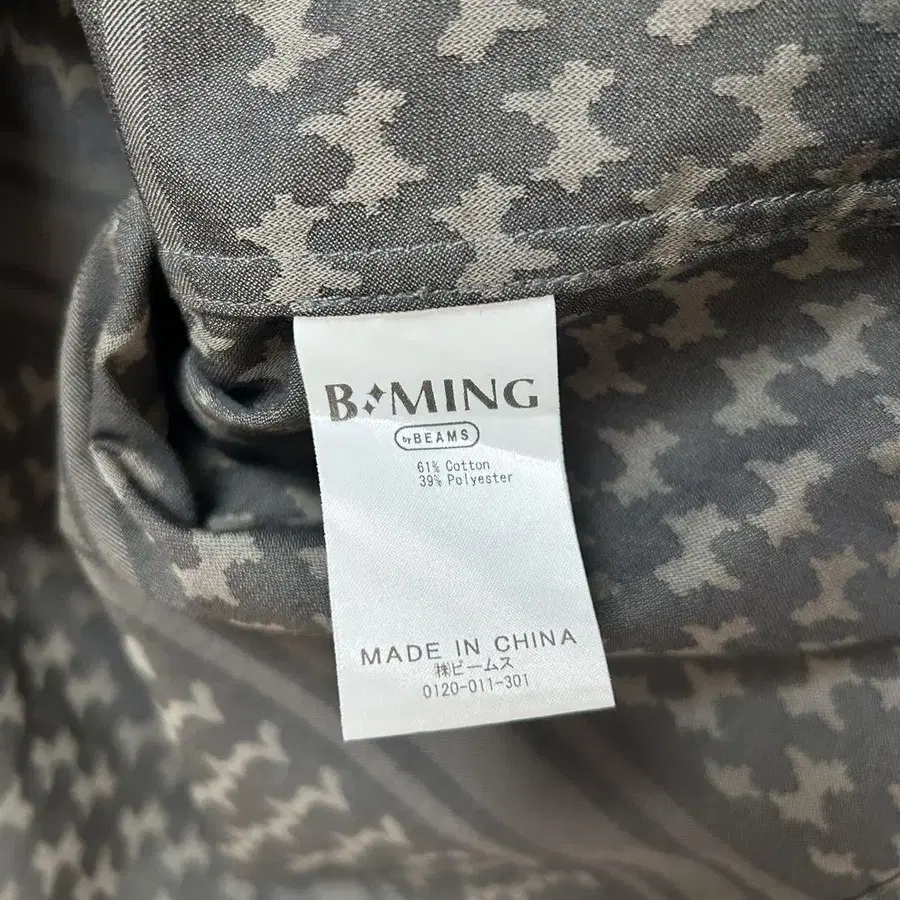 B MING
by BEAMS
61% Cotton
39% Polyester
MADE IN CHINA
㈱ビームス
0120-011-301